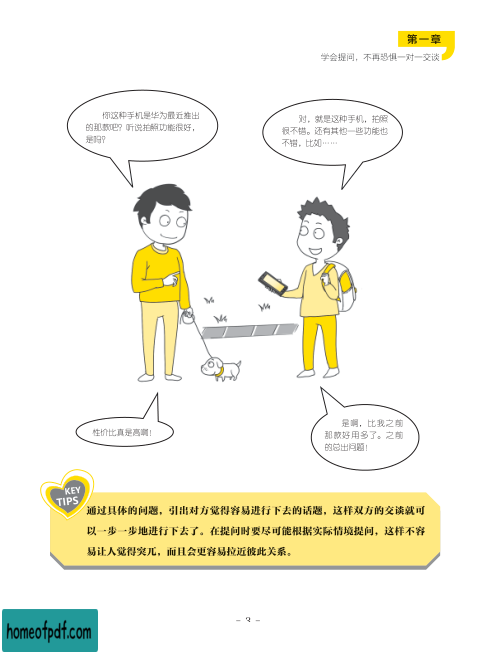 第一章
学会提问，不再恐惧一对一交谈
你这种手机是华为最近推出
的那款吧？听说拍照功能很好，
是吗？
对，就是这种手机，拍照
很不错。还有其他一些功能也
不错，比如……
性价比真是高啊！
是啊，比我之前
那款好用多了。之前
的总出问题！
KEY
TIPS
通过具体的问题，引出对方觉得容易进行下去的话题，这样双方的交谈就可
以一步一步地进行下去了。在提问时要尽可能根据实际情境提问，这样不容
易让人觉得突兀，而且会更容易拉近彼此关系。
– 3 –
homeofpdf.com